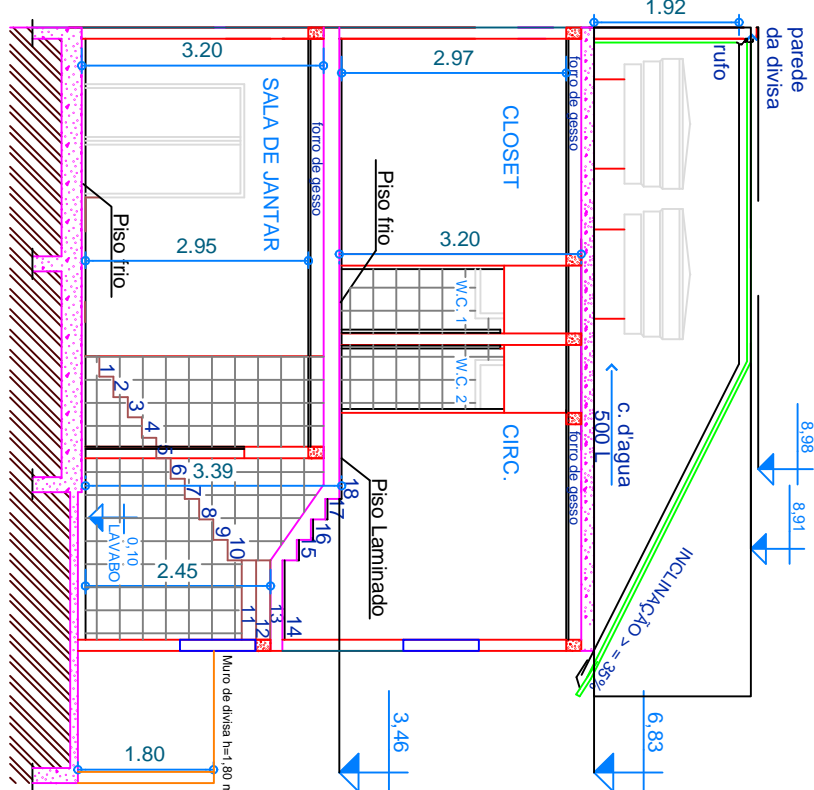 1.92
parede
da divisa
rufo
3.20
2.97
forro de gesso
SALA DE JANTAR
CLOSET
forro de gesso
Piso frio
Piso frio
2.95
3.20
W.C. 1
W.C. 2
c. d'agua
500 L
8,98
8,91
CIRC.
forro de gesso
INCLINAÇÃO > = 35%
1
2
3
4
5
6
7
8
9
10
11
12
13
14
15
16
17
18
3.39
Piso Laminado
0,10
LAVABO
2.45
Muro de divisa h=1,80 m
1.80
3,46
6,83